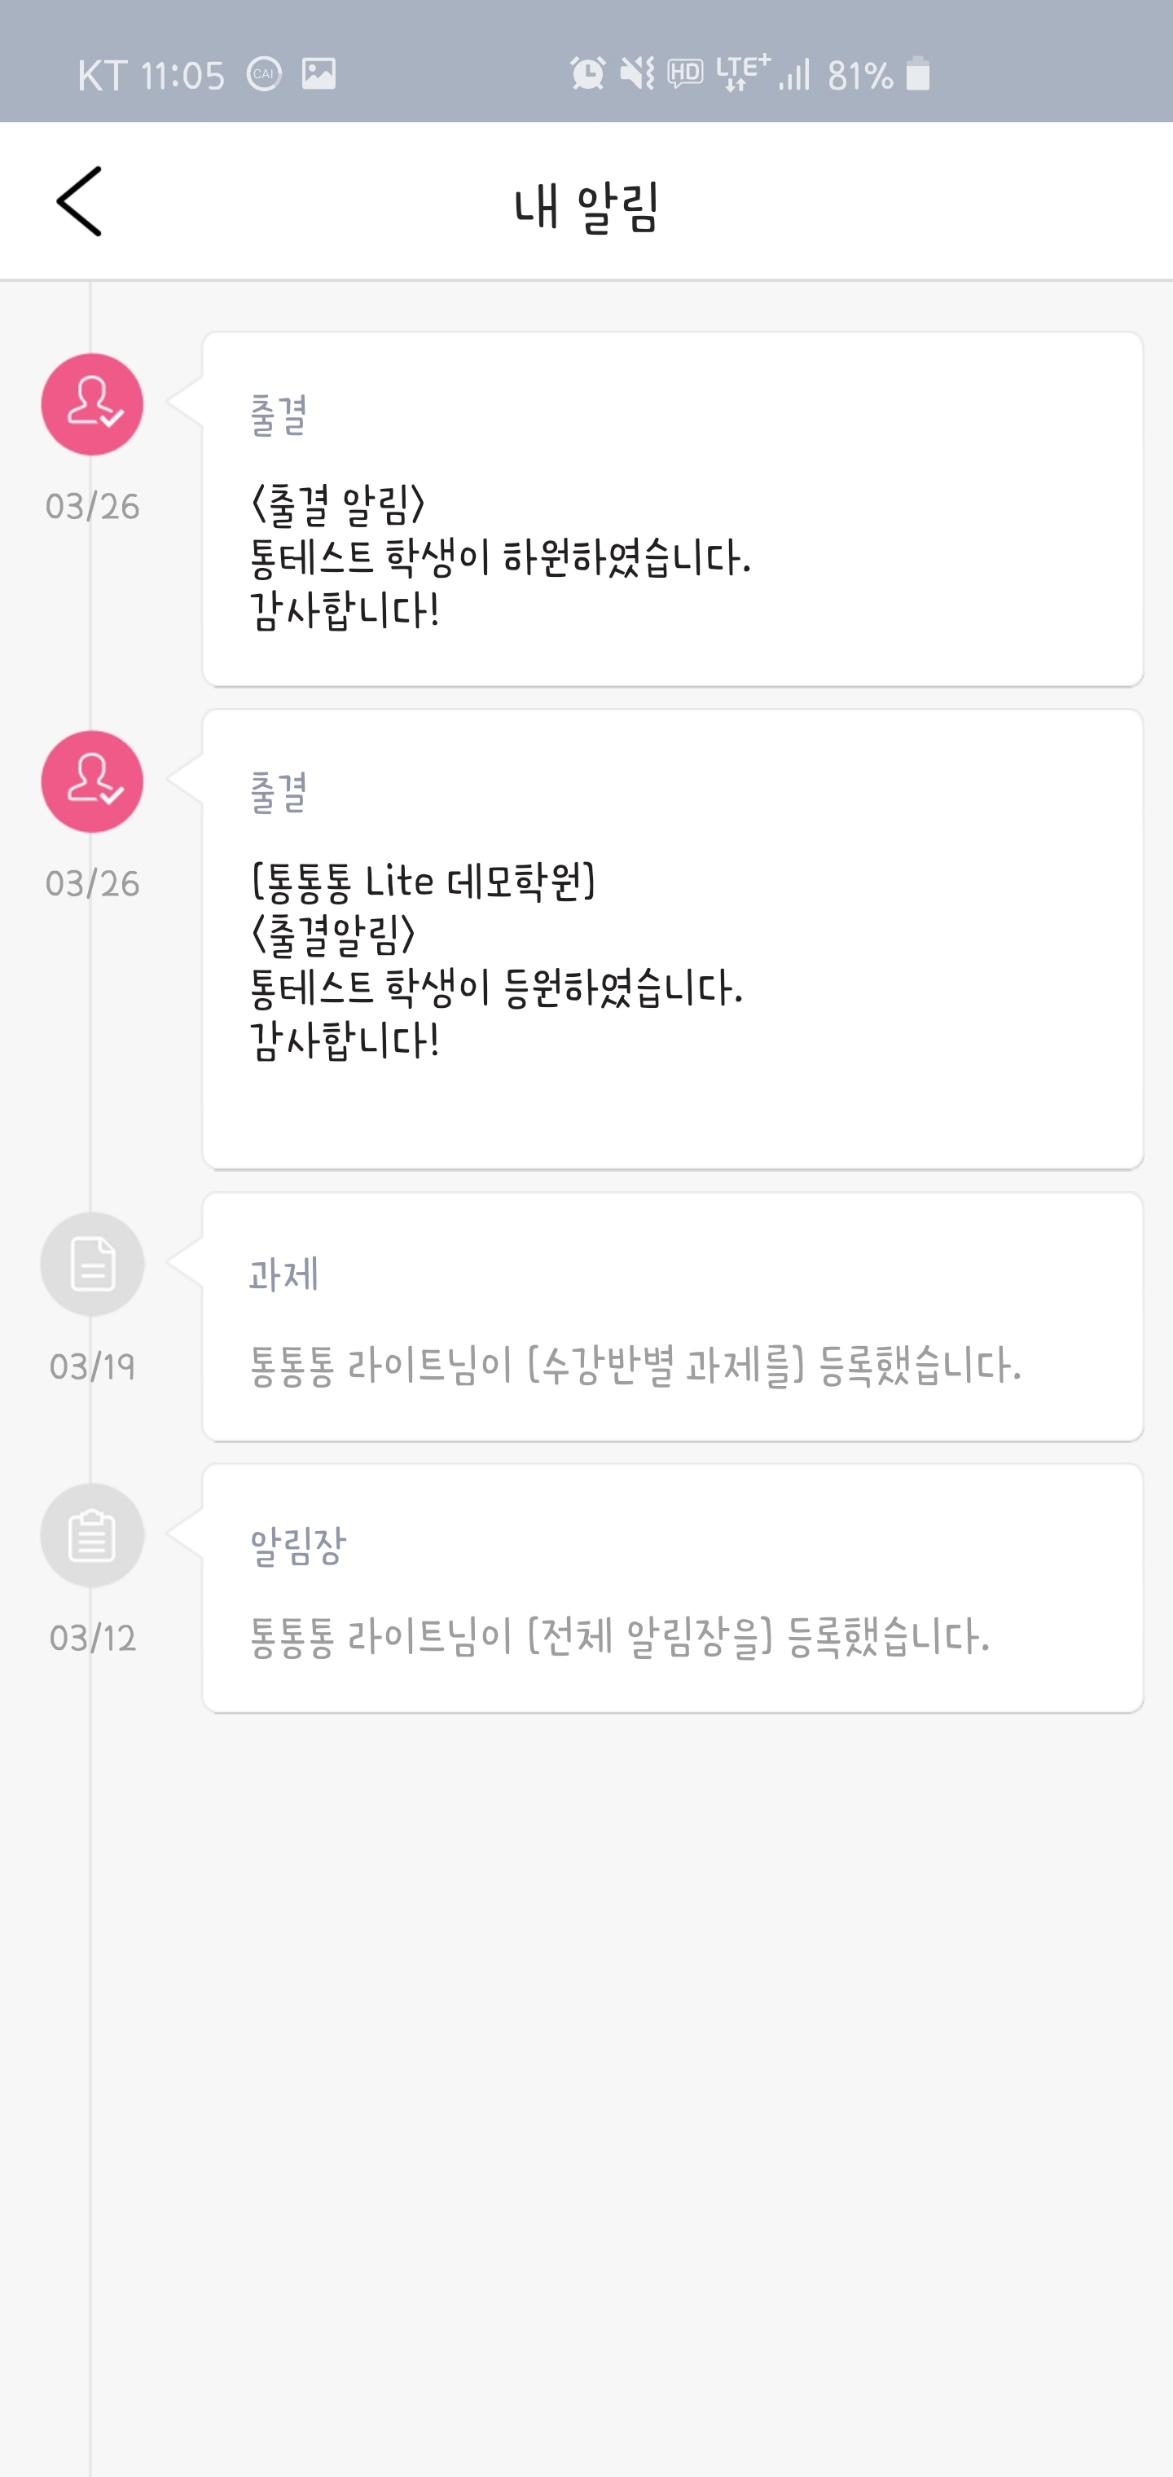 KT 11:05 CAI HD LTE+ 81%
내 알림
출결
03/26
<출결 알림>
통테스트 학생이 하원하였습니다.
감사합니다!
출결
03/26
[통통통 Lite 데모학원]
<출결알림>
통테스트 학생이 등원하였습니다.
감사합니다!
과제
03/19
통통통 라이트님이 [수강반별 과제를] 등록했습니다.
알림장
03/12
통통통 라이트님이 [전체 알림장을] 등록했습니다.